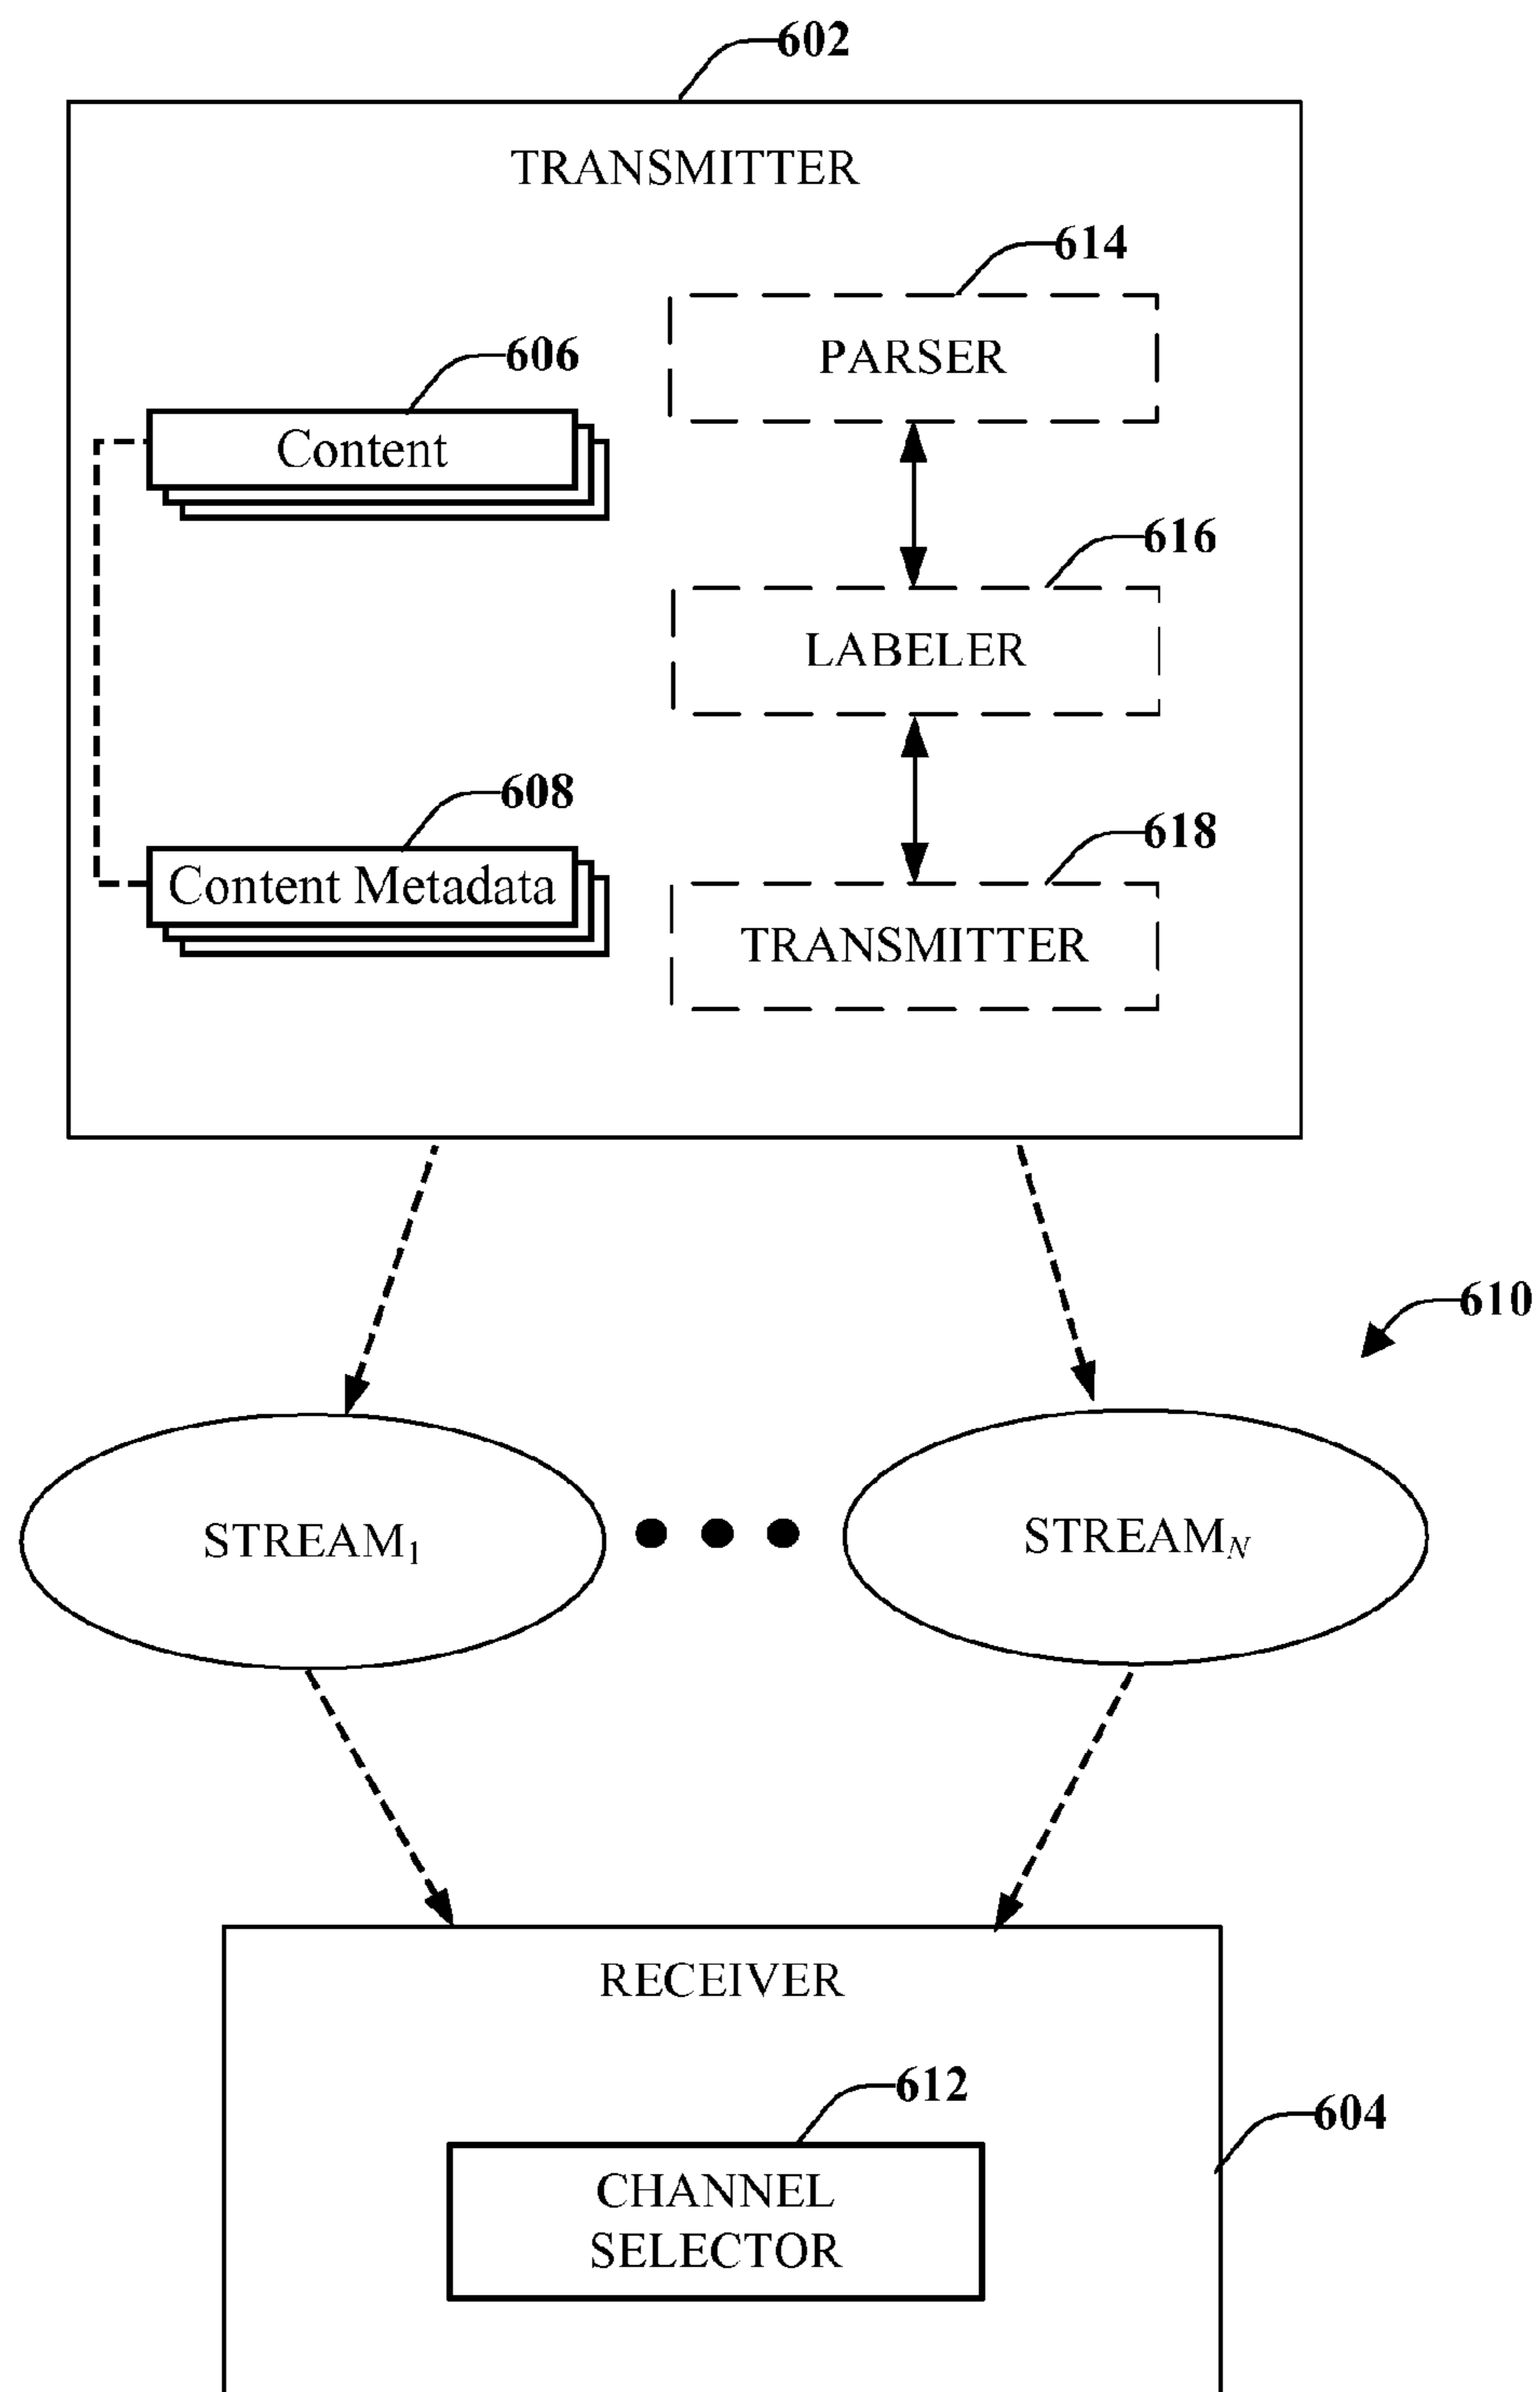 602
TRANSMITTER
614
PARSER
606
Content
616
LABELER
608
Content Metadata
618
TRANSMITTER
610
STREAM1
STREAMN
RECEIVER
612
604
CHANNEL
SELECTOR